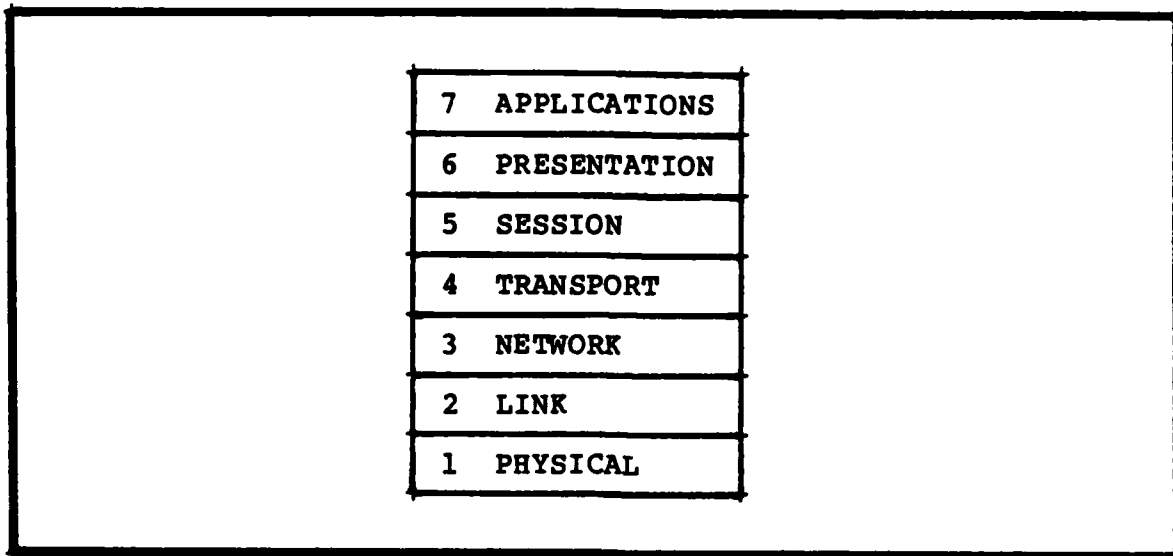 7 APPLICATIONS
6 PRESENTATION
5 SESSION
4 TRANSPORT
3 NETWORK
2 LINK
1 PHYSICAL